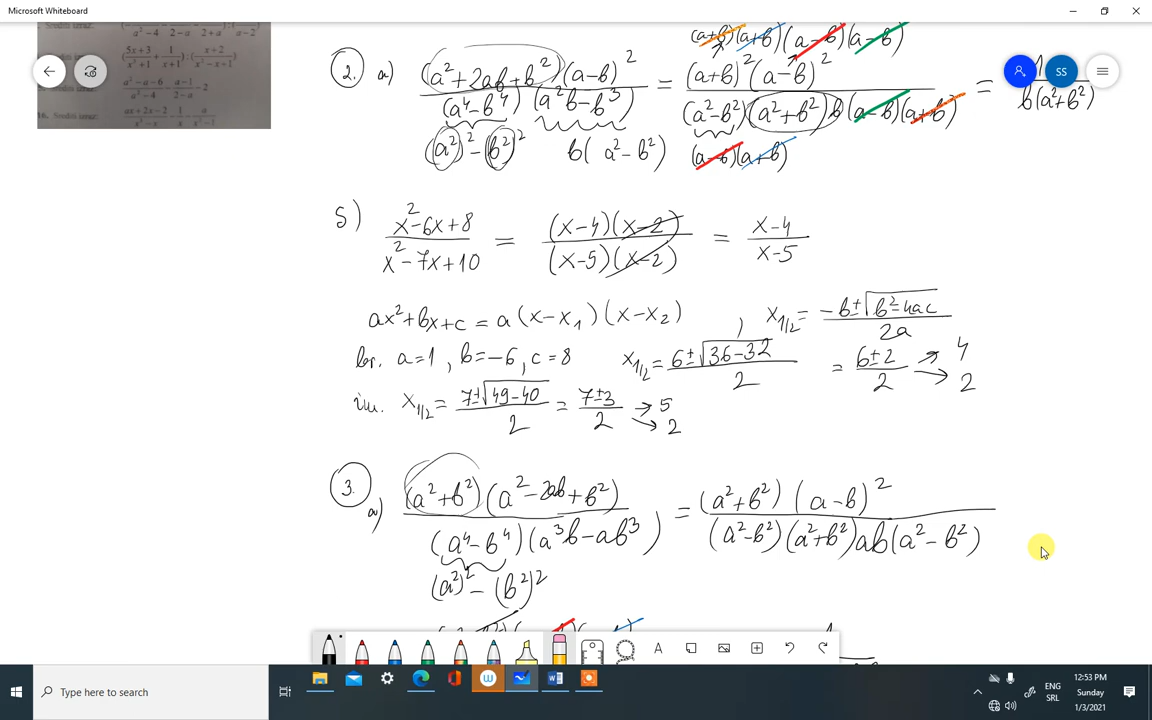 Microsoft Whiteboard
(a+b)(a+b)(a-b)(a-b)
2. a) (a²+2ab+b²)(a-b)² / (a⁴-b⁴)(a²b-b³) = (a+b)²(a-b)² / (a²-b²)(a²+b²)b(a-b)(a+b) = 1 / b(a²+b²)
(a²)²-(b²)² b(a²-b²) (a-b)(a+b)
SS
б) x²-6x+8 / x²-7x+10 = (x-4)(x-2) / (x-5)(x-2) = x-4 / x-5
ax²+bx+c = a(x-x₁)(x-x₂), x₁/₂ = -b±√b²-4ac / 2a
br. a=1, b=-6, c=8 x₁/₂ = 6±√36-32 / 2 = 6±2 / 2 → 4 → 2
im. x₁/₂ = 7±√49-40 / 2 = 7±3 / 2 → 5 → 2
3. a) (a²+b²)(a²-2ab+b²) / (a⁴-b⁴)(a³b-ab³) = (a²+b²)(a-b)² / (a²-b²)(a²+b²)ab(a²-b²)
(a²)²-(b²)²
Type here to search
ENG
SRL
12:53 PM
Sunday
1/3/2021